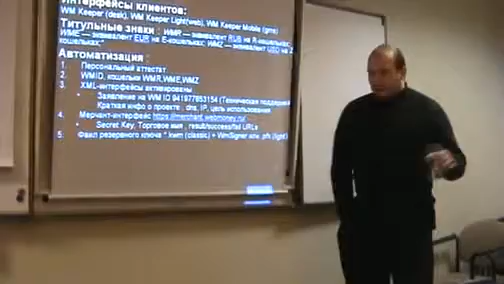 Интерфейсы клиентов:
WM Keeper (desk), WM Keeper Light(web), WM Keeper Mobile (gms)
Титульные знаки : WMR — эквивалент RUB на R-кошельках;
WME — эквивалент EUR на E-кошельках; WMZ — эквивалент USD на
кошельках"
Автоматизация :
1. Персональный аттестат
2. WMID, кошельки WMR,WME,WMZ
3. XML-интерфейсы активированы
• Заявление на WM ID 941977853154 (Техническая поддержи
Краткая инфо о проекте , dns, IP, цель использования
4. Мерчант-интерфейс https://merchant.webmoney.ru/
• Secret Key, Торговое имя , result/success/fail URLs
5. Файл резервного ключа *.kwm (classic) + WmSigner или .pfx (light)